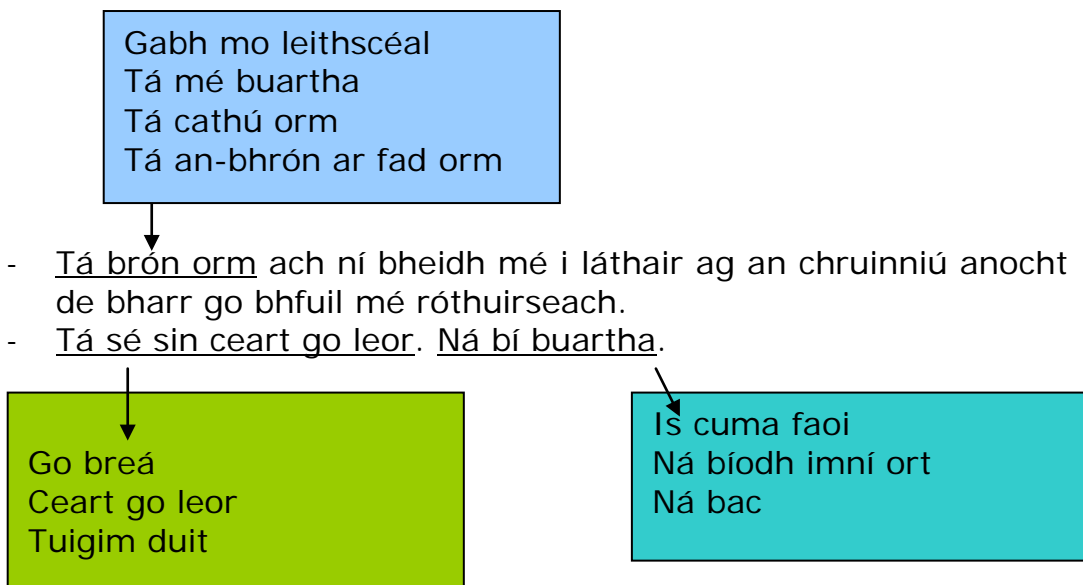 Gabh mo leithscéal
Tá mé buartha
Tá cathú orm
Tá an-bhrón ar fad orm
- Tá brón orm ach ní bheidh mé i láthair ag an chruinniú anocht
de bharr go bhfuil mé róthuirseach.
- Tá sé sin ceart go leor. Ná bí buartha.
Go breá
Ceart go leor
Tuigim duit
Is cuma faoi
Ná bíodh imní ort
Ná bac